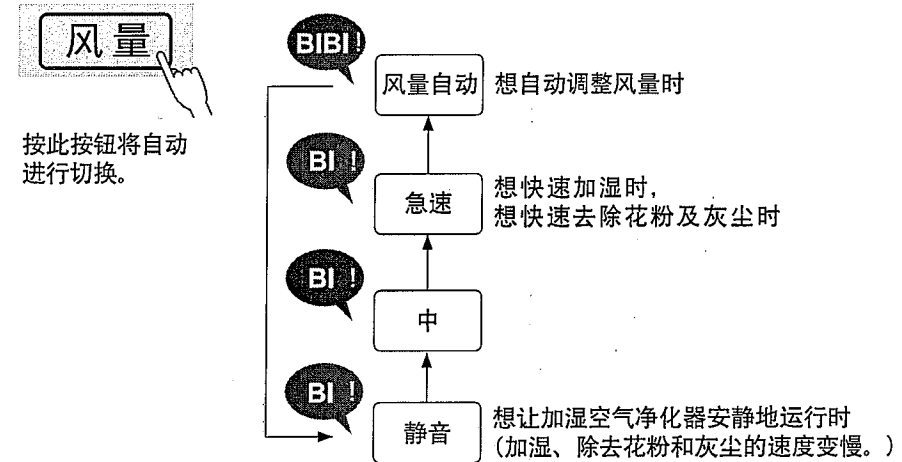 风量
按此按钮将自动
进行切换。
BIBI!
风量自动
想自动调整风量时
BI!
急速
想快速加湿时,
想快速去除花粉及灰尘时
BI!
中
BI!
静音
想让加湿空气净化器安静地运行时
(加湿、除去花粉和灰尘的速度变慢。)